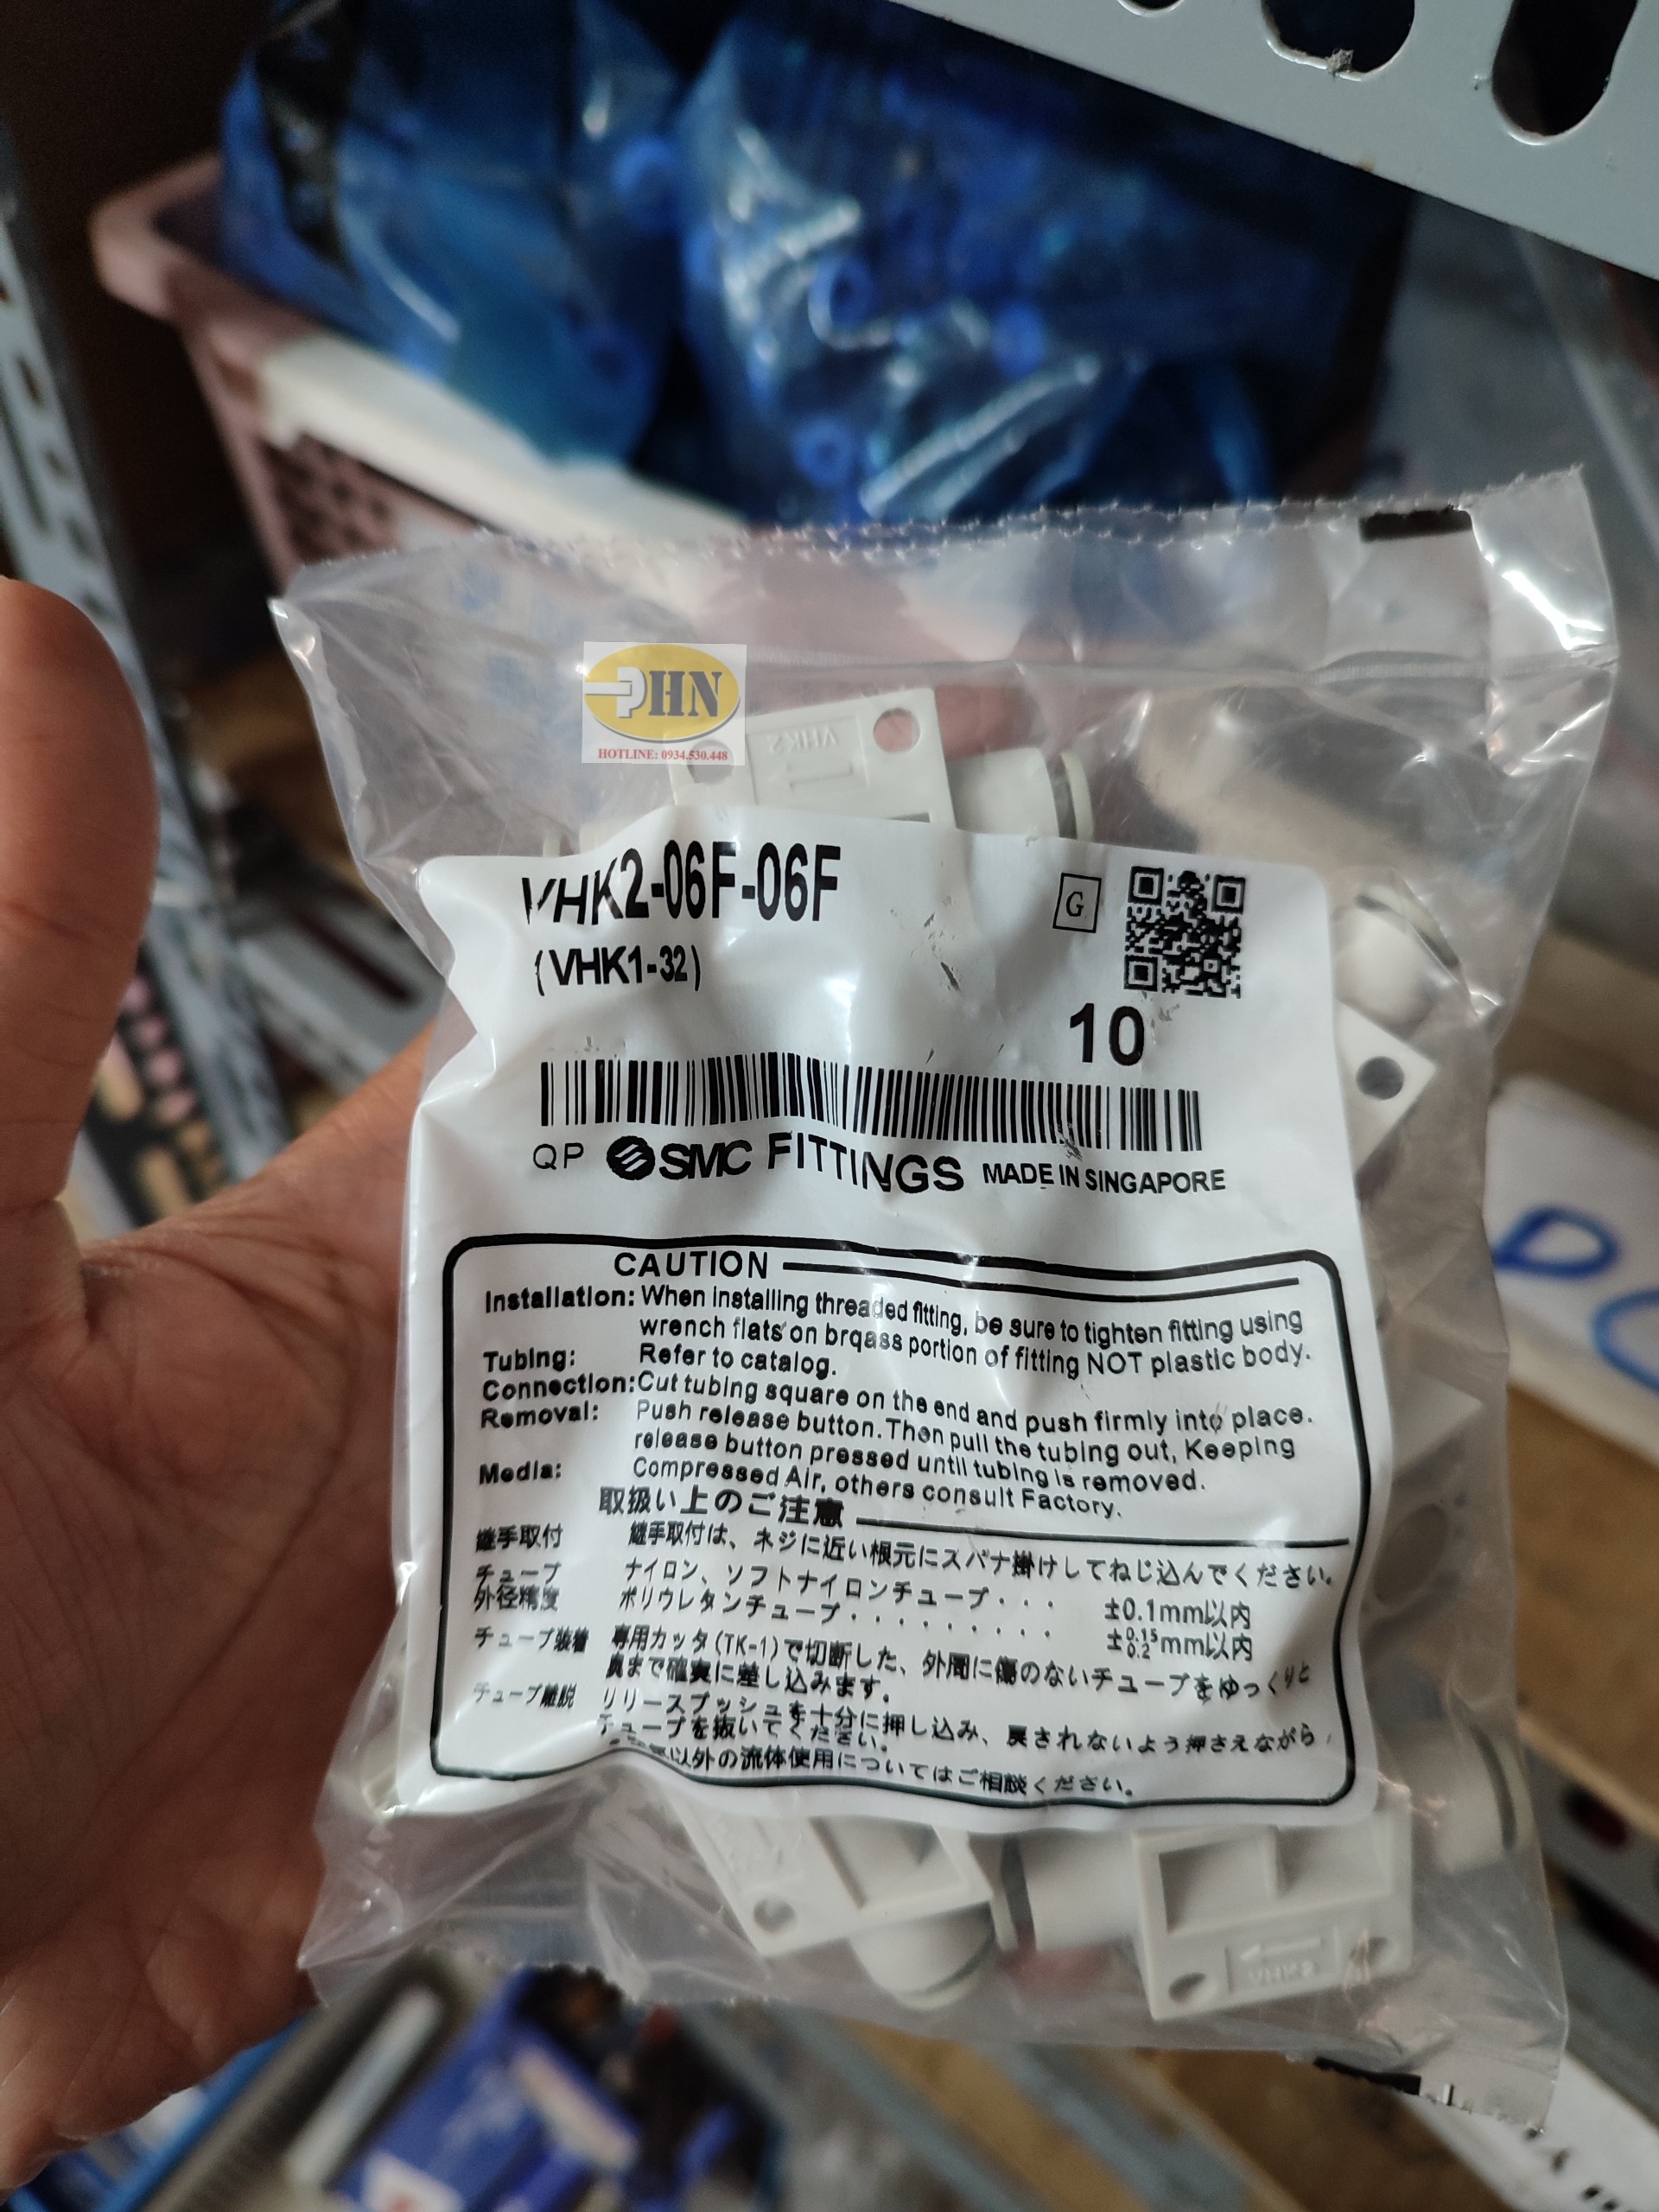 PHN
HOTLINE: 0934.530.448
VHK2
VHK2-06F-06F
G
(VHK1-32)
10
QP SMC FITTINGS MADE IN SINGAPORE
CAUTION
Installation: When installing threaded fitting, be sure to tighten fitting using
wrench flats on brqass portion of fitting NOT plastic body.
Tubing: Refer to catalog.
Connection: Cut tubing square on the end and push firmly into place.
Removal: Push release button. Then pull the tubing out, Keeping
release button pressed until tubing is removed.
Media: Compressed Air, others consult Factory.
取扱い上のご注意
継手取付 継手取付は、ネジに近い根元にスパナ掛けしてねじ込んでください。
チューブ ナイロン、ソフトナイロンチューブ・・・ ±0.1mm以内
外径精度 ポリウレタンチューブ・・・・・・・・ ±0.15 0.2mm以内
チューブ装着 専用カッタ(TK-1)で切断した、外周に傷のないチューブをゆっくりと
奥まで確実に差し込みます。
チューブ離脱 リリースプッシュを十分に押し込み、戻されないよう押さえながら
チューブを抜いてください。
以外の流体使用についてはご相談ください。
VHK2